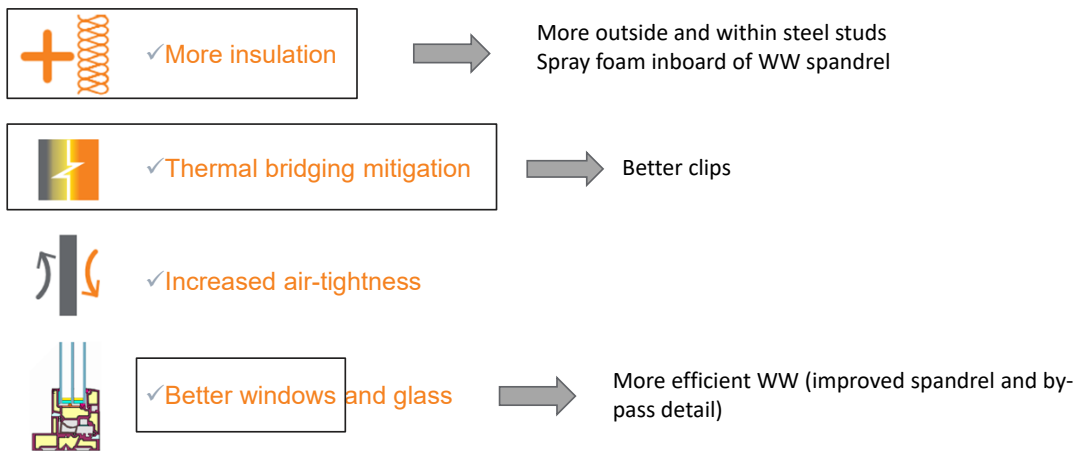 ✓More insulation
More outside and within steel studs
Spray foam inboard of WW spandrel
✓Thermal bridging mitigation
Better clips
✓Increased air-tightness
✓Better windows and glass
More efficient WW (improved spandrel and by-
pass detail)